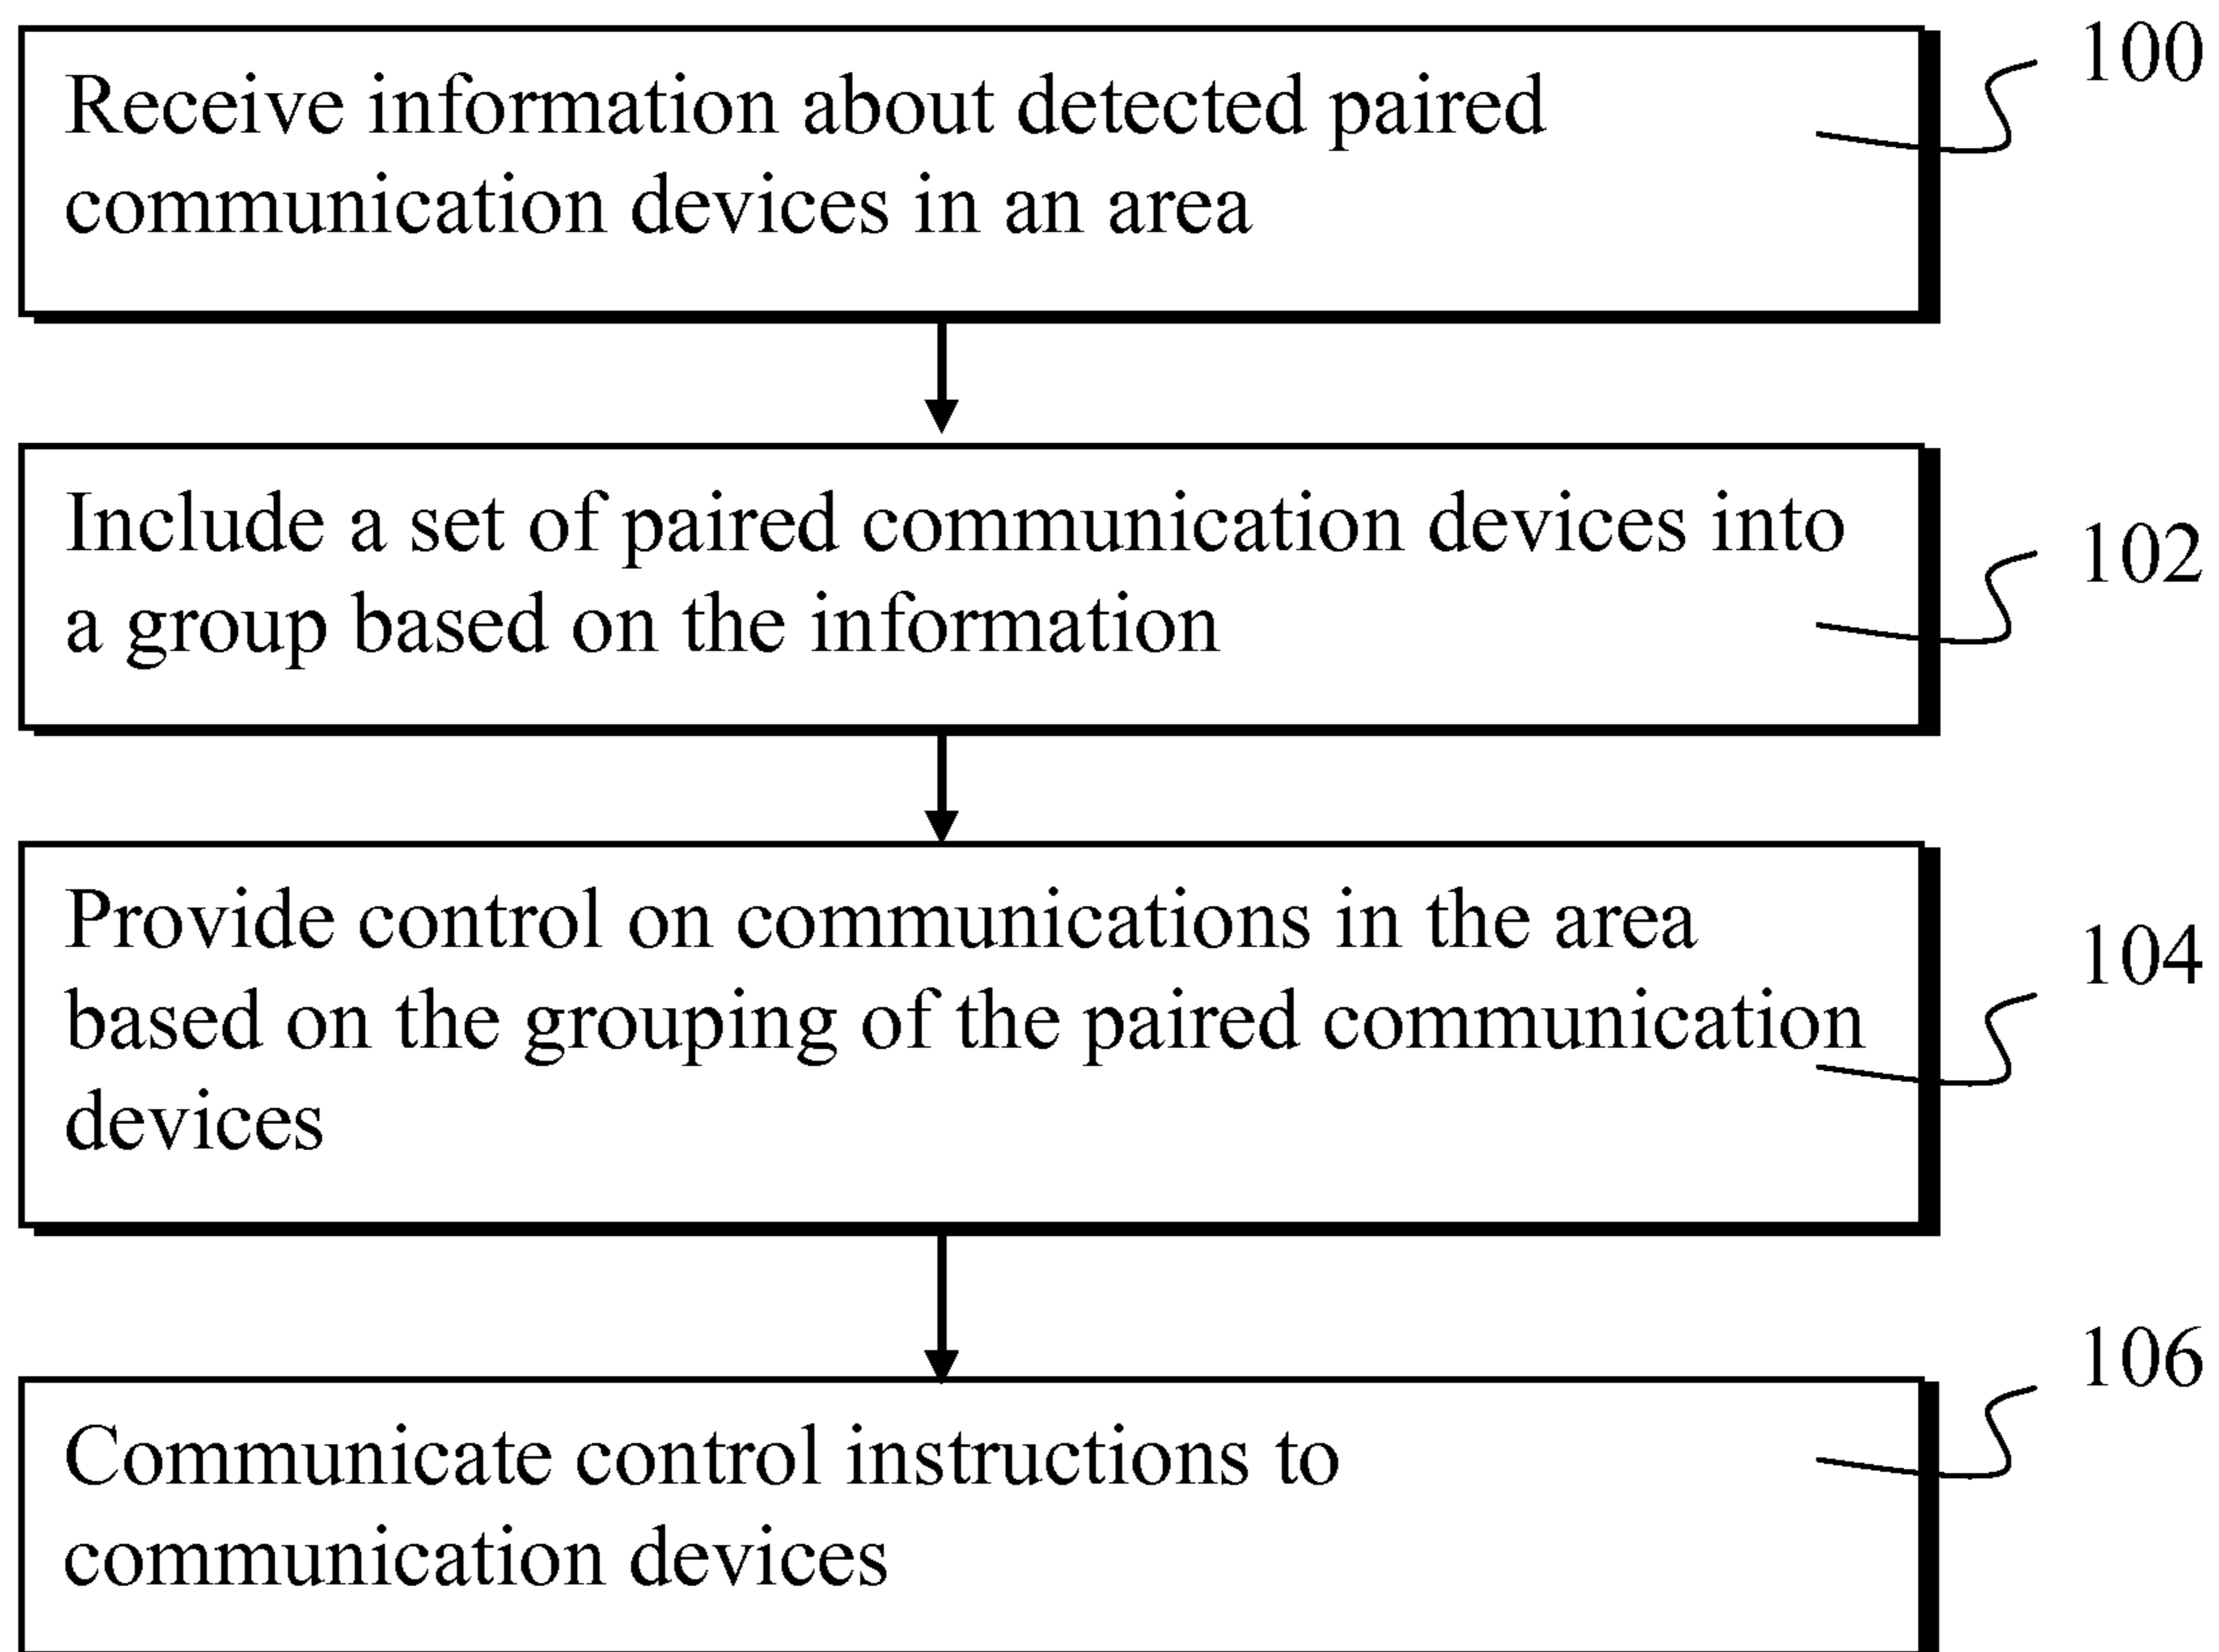 Receive information about detected paired
communication devices in an area
100
Include a set of paired communication devices into
a group based on the information
102
Provide control on communications in the area
based on the grouping of the paired communication
devices
104
Communicate control instructions to
communication devices
106